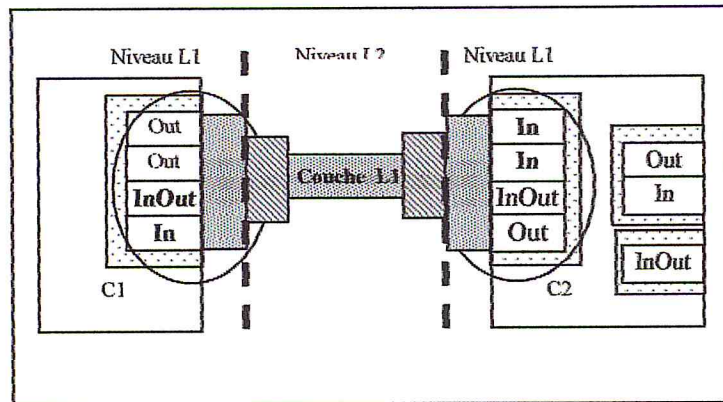 Niveau L1
Niveau L2
Niveau L1
Out
Out
InOut
In
C1
Couche L1
In
In
InOut
Out
C2
Out
In
InOut